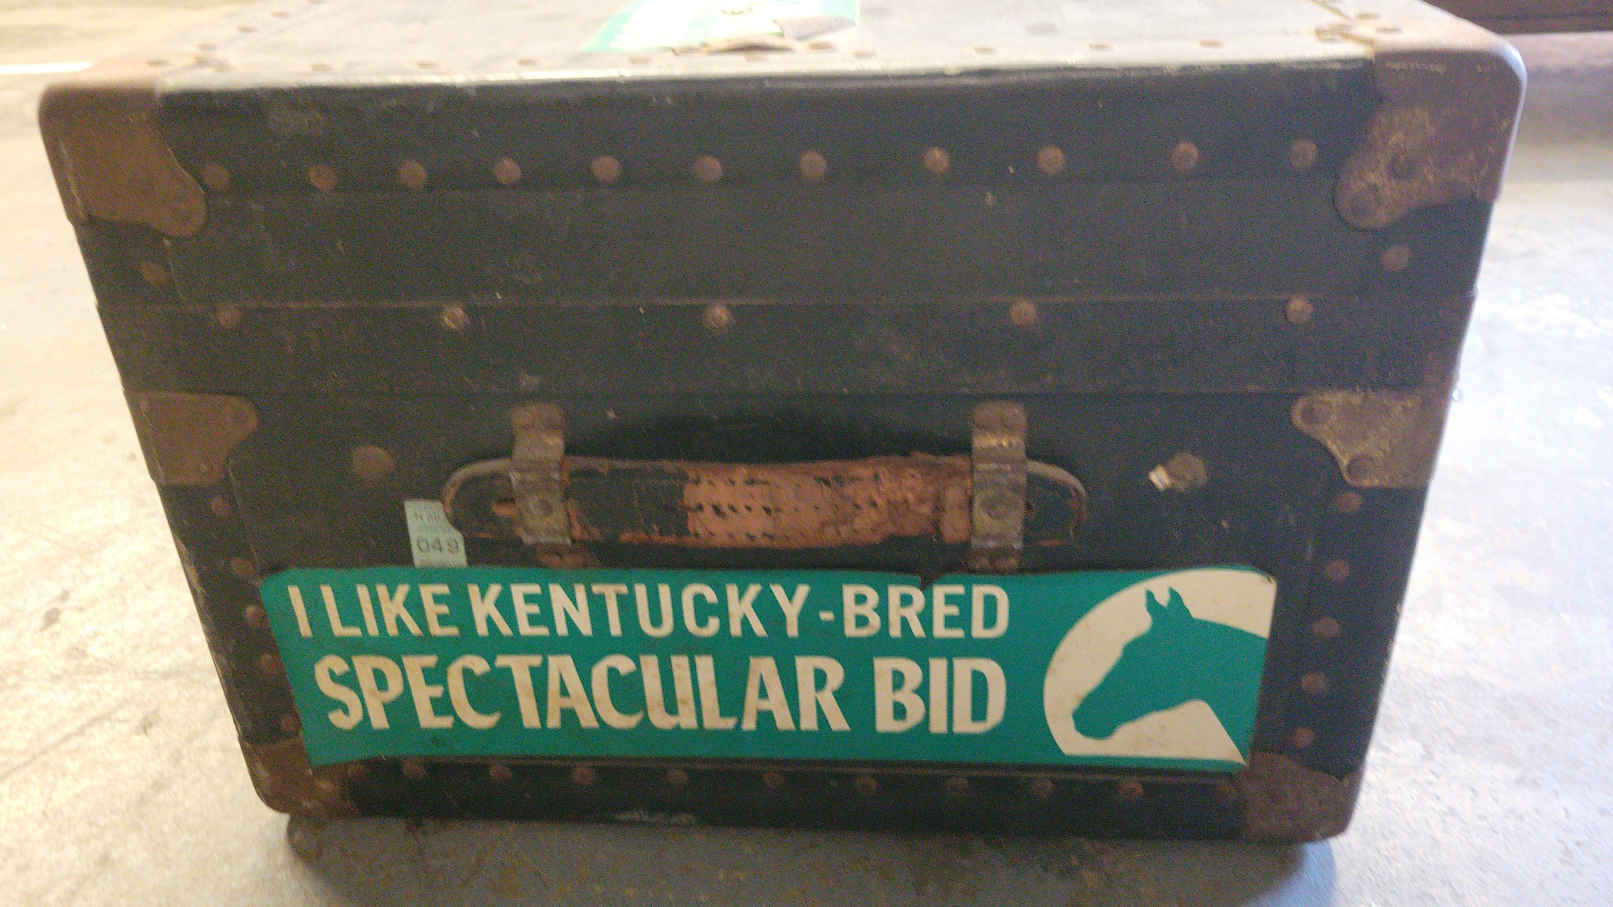 049
I LIKE KENTUCKY-BRED
SPECTACULAR BID